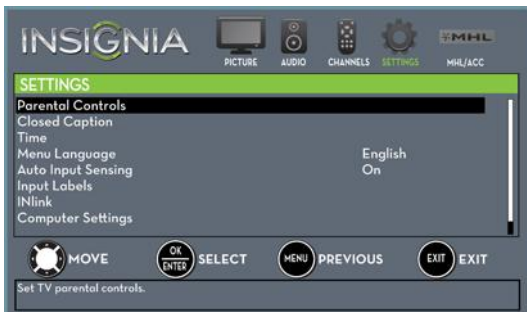 INSIGNIA
PICTURE AUDIO CHANNELS SETTINGS MHL MHL/ACC
SETTINGS
Parental Controls
Closed Caption
Time
Menu Language English
Auto Input Sensing On
Input Labels
INlink
Computer Settings
MOVE OK ENTER SELECT MENU PREVIOUS EXIT EXIT
Set TV parental controls.